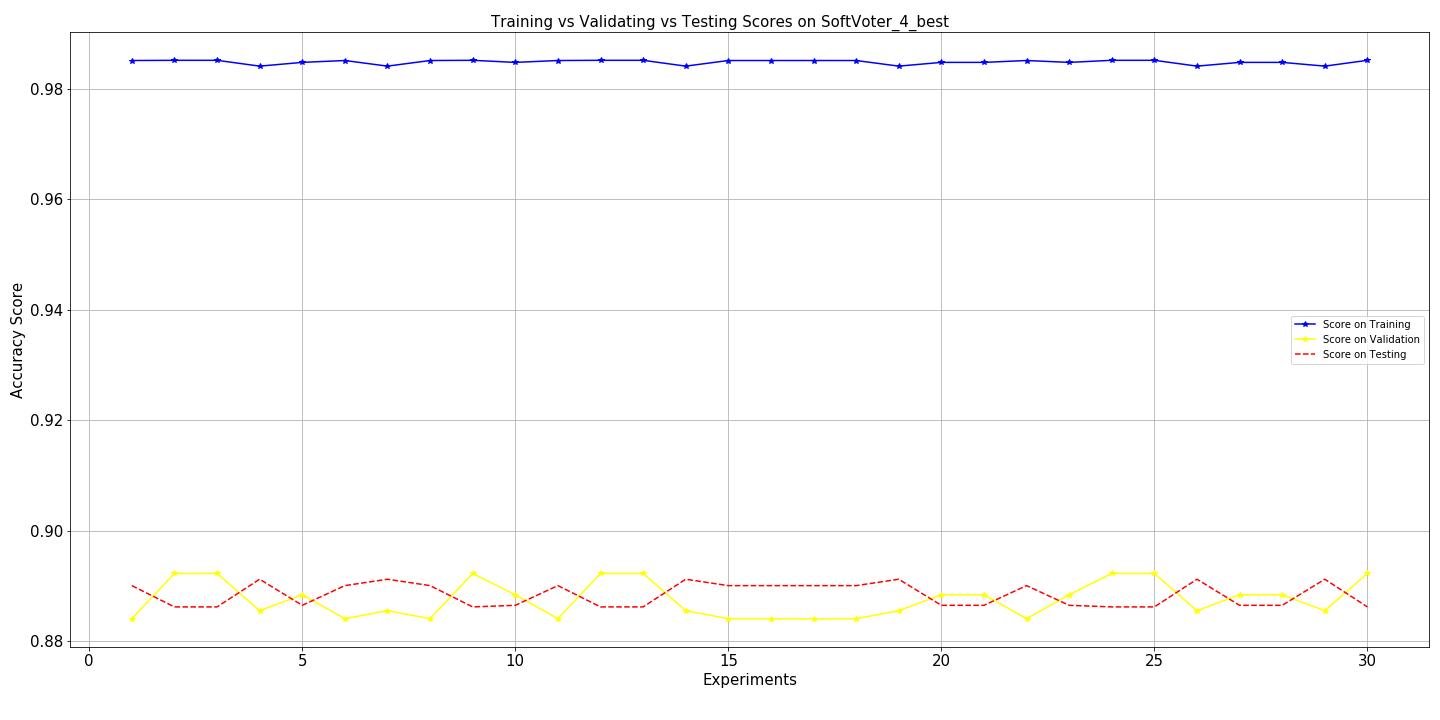 Training vs Validating vs Testing Scores on SoftVoter_4_best
Accuracy Score
0.98
0.96
0.94
0.92
0.90
0.88
Score on Training
Score on Validation
Score on Testing
0 5 10 15 20 25 30
Experiments